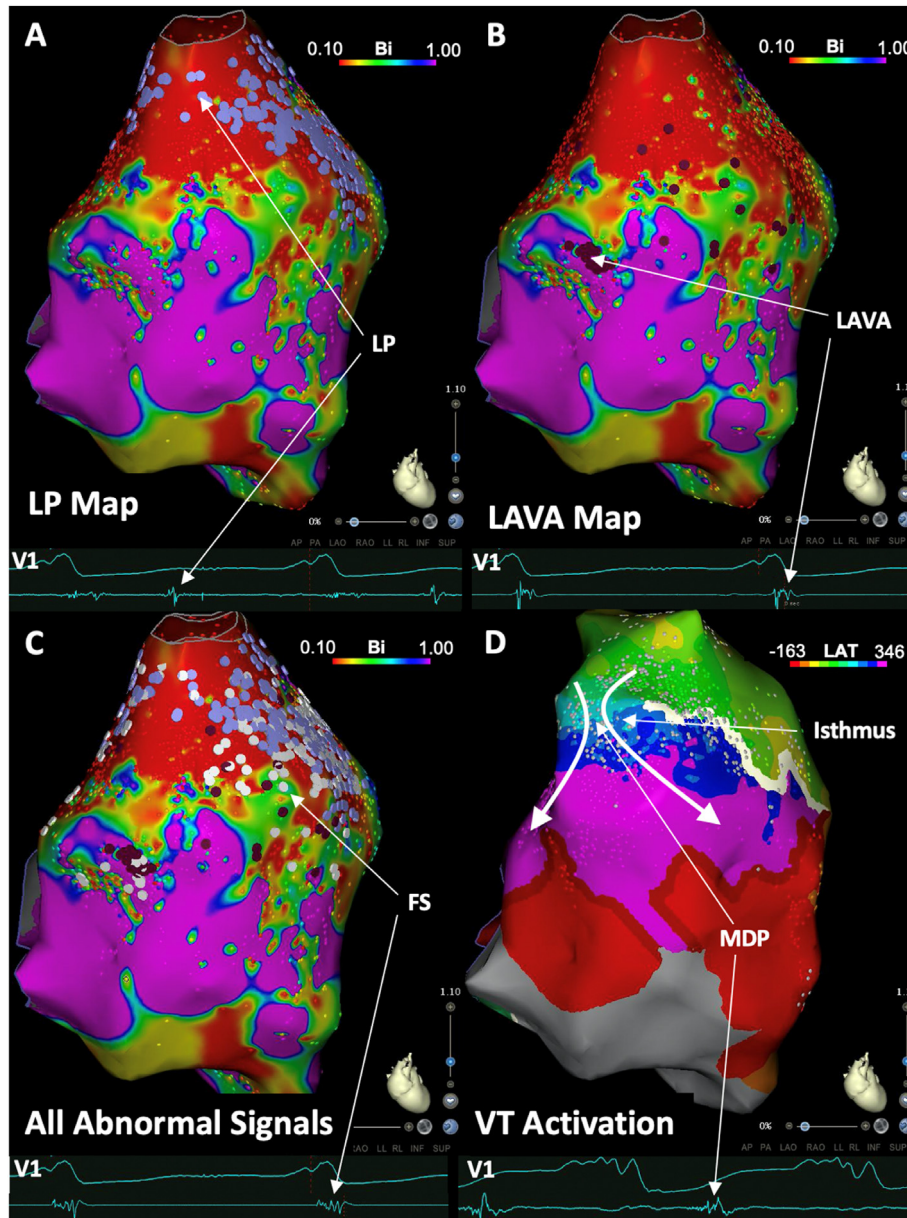 A
0.10 Bi 1.00
LP
1.10
LP Map
0%
AP PA LAO RAO LL RL INF SUP
V1
B
0.10 Bi 1.00
LAVA
LAVA Map
0%
AP PA LAO RAO LL RL INF SUP
V1
C
0.10 Bi 1.00
FS
1.10
All Abnormal Signals
RAO LL RL INF SUP
V1
D
-163 LAT 346
Isthmus
MDP
VT Activation
0%
AP PA LAO RAO LL RL INF SUP
V1